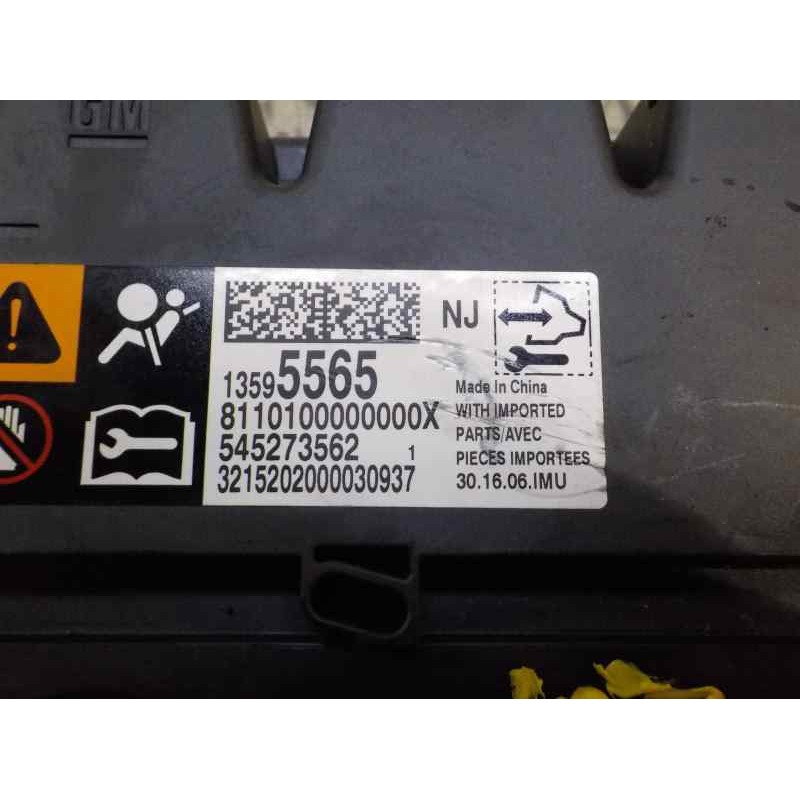 GM
NJ
13595565
8110100000000X
545273562 1
3215202000030937
Made In China
WITH IMPORTED
PARTS/AVEC
PIECES IMPORTEES
30.16.06.IMU